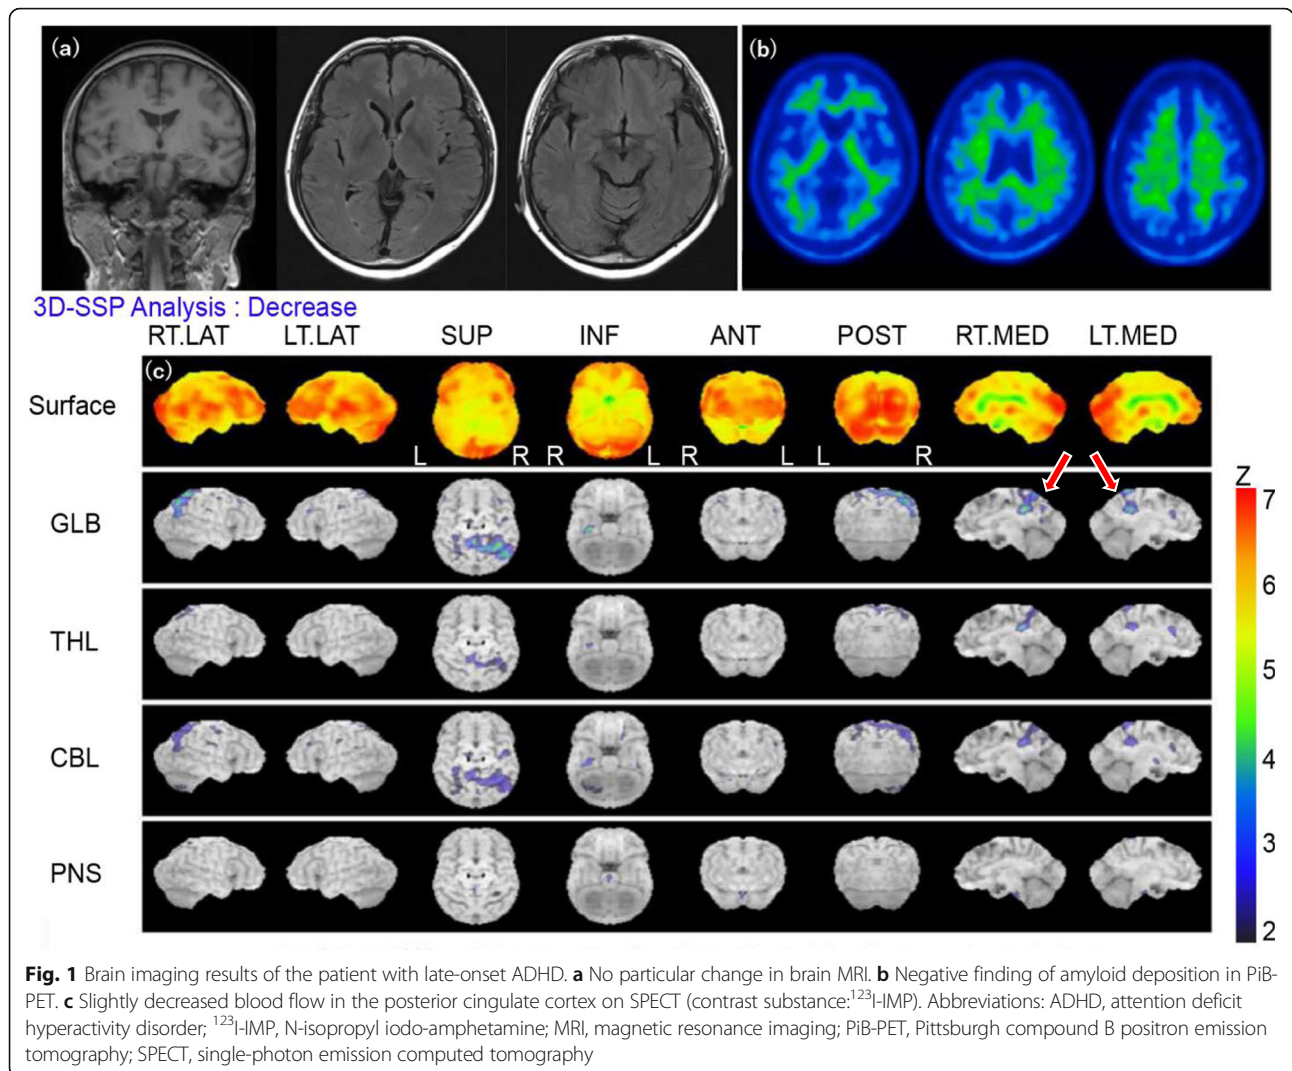 (a)
(b)
3D-SSP Analysis : Decrease
RT.LAT LT.LAT SUP INF ANT POST RT.MED LT.MED
(c)
Surface
L R R L R L L R
Z
GLB
7
6
THL
5
4
CBL
3
PNS
2
Fig. 1 Brain imaging results of the patient with late-onset ADHD. a No particular change in brain MRI. b Negative finding of amyloid deposition in PiB-
PET. c Slightly decreased blood flow in the posterior cingulate cortex on SPECT (contrast substance:¹²³I-IMP). Abbreviations: ADHD, attention deficit
hyperactivity disorder; ¹²³I-IMP, N-isopropyl iodo-amphetamine; MRI, magnetic resonance imaging; PiB-PET, Pittsburgh compound B positron emission
tomography; SPECT, single-photon emission computed tomography